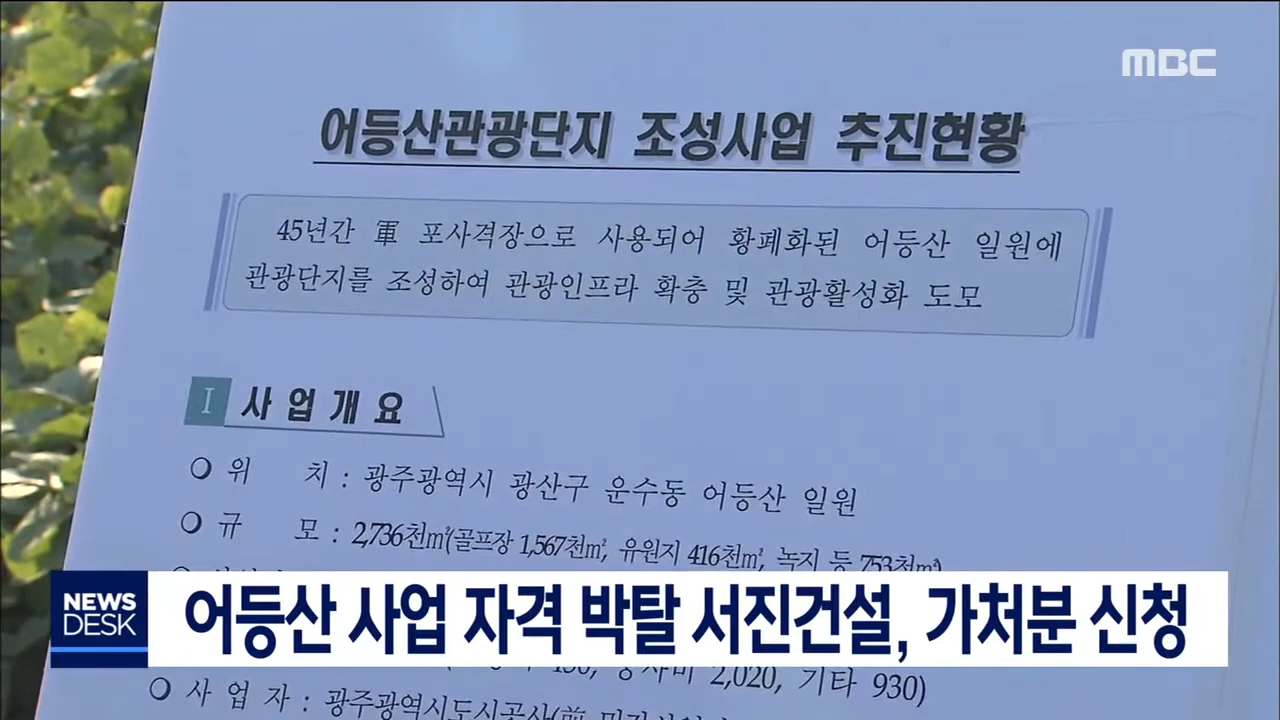 MBC
어등산관광단지 조성사업 추진현황
45년간 軍 포사격장으로 사용되어 황폐화된 어등산 일원에
관광단지를 조성하여 관광인프라 확충 및 관광활성화 도모
I 사업개요
○ 위 치 : 광주광역시 광산구 운수동 어등산 일원
○ 규 모 : 2,736천㎡(골프장 1,567천㎡, 유원지 416천㎡, 녹지 등 753천㎡)
NEWS DESK
어등산 사업 자격 박탈 서진건설, 가처분 신청
2,020, 기타 930)
○ 사 업 자 : 광주광역시도시공사(前